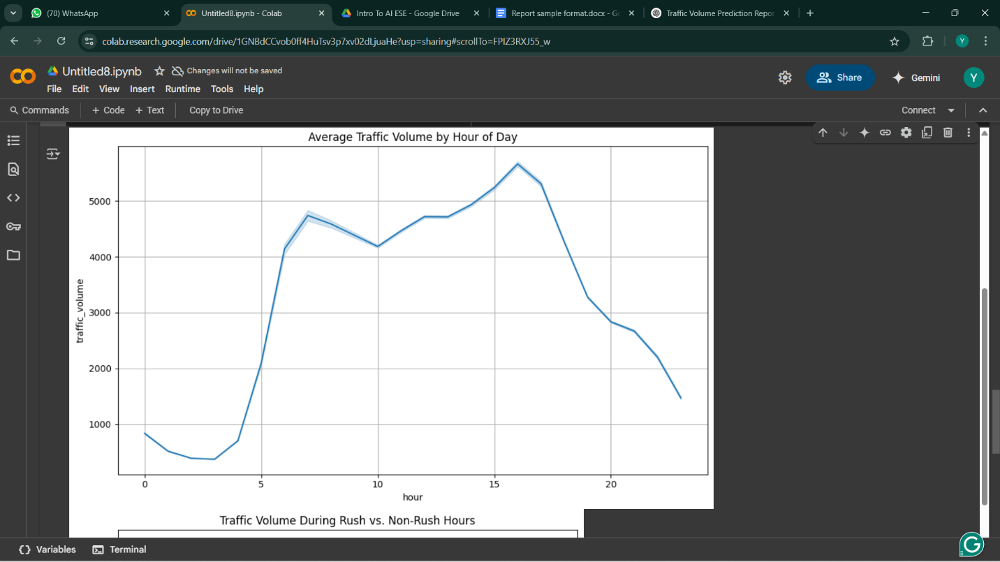 (70) WhatsApp
Untitled8.ipynb - Colab
Intro To AI ESE - Google Drive
Report sample format.docx - Go
Traffic Volume Prediction Repor
colab.research.google.com/drive/1GNBdCCvob0ff4HuTsv3p7xv02dLjuaHe?usp=sharing#scrollTo=FPlZ3RXJ55_w
Y
Untitled8.ipynb
Changes will not be saved
Share
Gemini
Y
File Edit View Insert Runtime Tools Help
Commands
+ Code + Text
Copy to Drive
Connect
Average Traffic Volume by Hour of Day
traffic_volume
5000
4000
3000
2000
1000
0 5 10 15 20
hour
Traffic Volume During Rush vs. Non-Rush Hours
Variables
Terminal